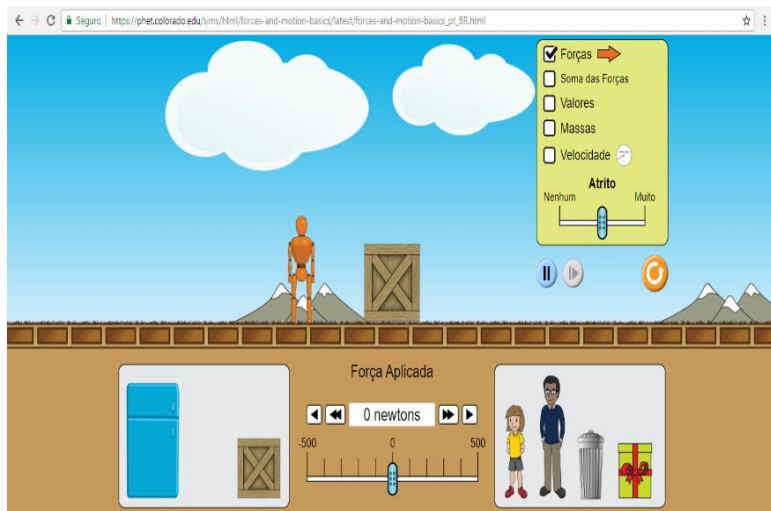 Seguro | https://phet.colorado.edu/sims/html/forces-and-motion-basics/latest/forces-and-motion-basics_pt_BR.html
Forças
Soma das Forças
Valores
Massas
Velocidade
Atrito
Nenhum Muito
Força Aplicada
0 newtons
-500 0 500